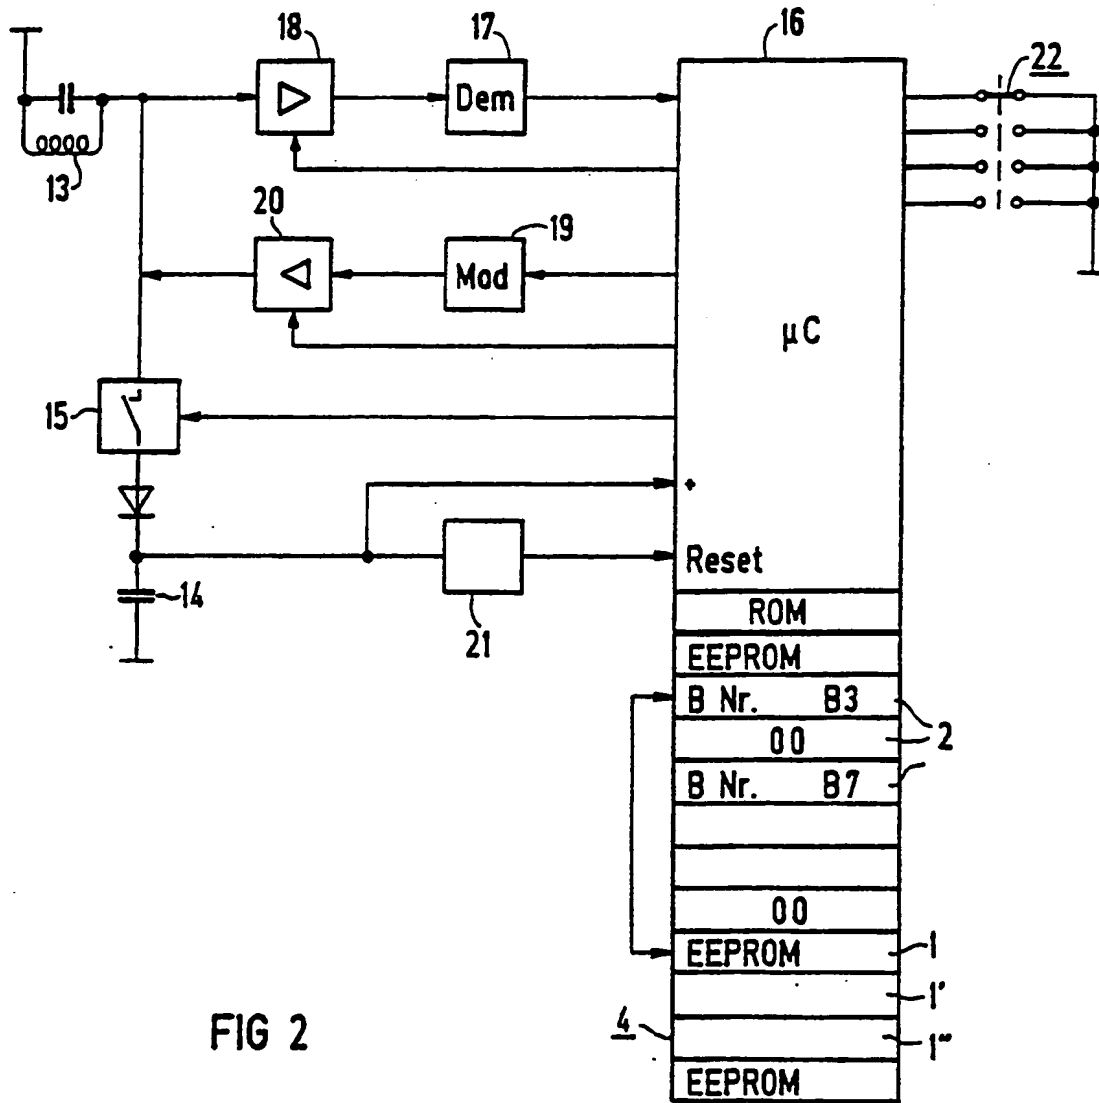 18
17
16
22
Dem
13
20
19
Mod
µC
15
+
Reset
14
21
ROM
EEPROM
B Nr. B3
2
00
B Nr. B7
00
EEPROM
1
1'
4
1"
EEPROM
FIG 2